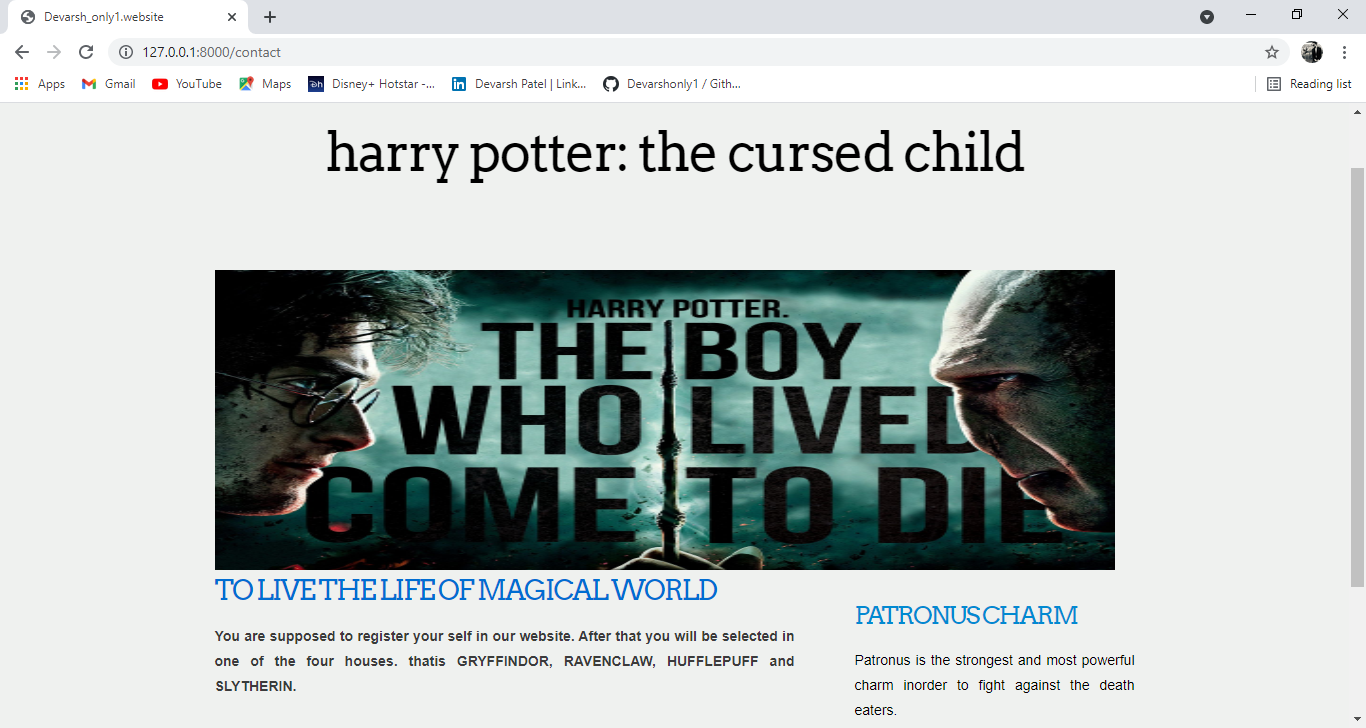 Devarsh_only1.website
127.0.0.1:8000/contact
Apps Gmail YouTube Maps Disney+ Hotstar -... Devarsh Patel | Link... Devarshonly1 / Gith... Reading list
harry potter: the cursed child
HARRY POTTER.
THE BOY
WHO LIVED
COME TO DIE
TO LIVE THE LIFE OF MAGICAL WORLD
You are supposed to register your self in our website. After that you will be selected in
one of the four houses. thatis GRYFFINDOR, RAVENCLAW, HUFFLEPUFF and
SLYTHERIN.
PATRONUS CHARM
Patronus is the strongest and most powerful
charm inorder to fight against the death
eaters.